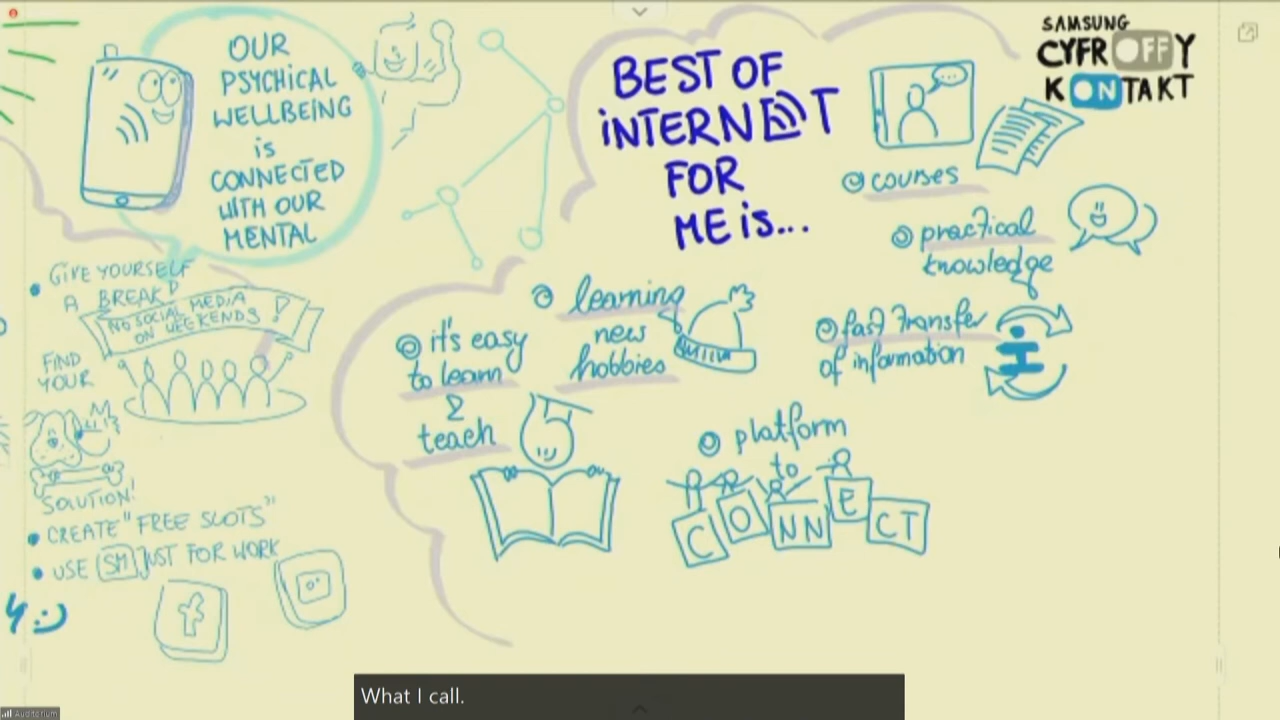 OUR
PSYCHICAL
WELLBEING
iS
CONNECTED
WITH OUR
MENTAL
GIVE YOURSELF
A BREAK!
NO SOCIAL MEDIA
ON WEEKENDS!
FIND
YOUR
SOLUTION!
CREATE "FREE SLOTS"
USE SM JUST FOR WORK
f
BEST OF
iNTERNET
FOR
ME is...
courses
practical
knowledge
learning
new
hobbies
it's easy
to learn
&
teach
fast transfer
of information
i
platform
to
CONNECT
SAMSUNG
CYFROFFY
KONTAKT
What I call.
Auditorium